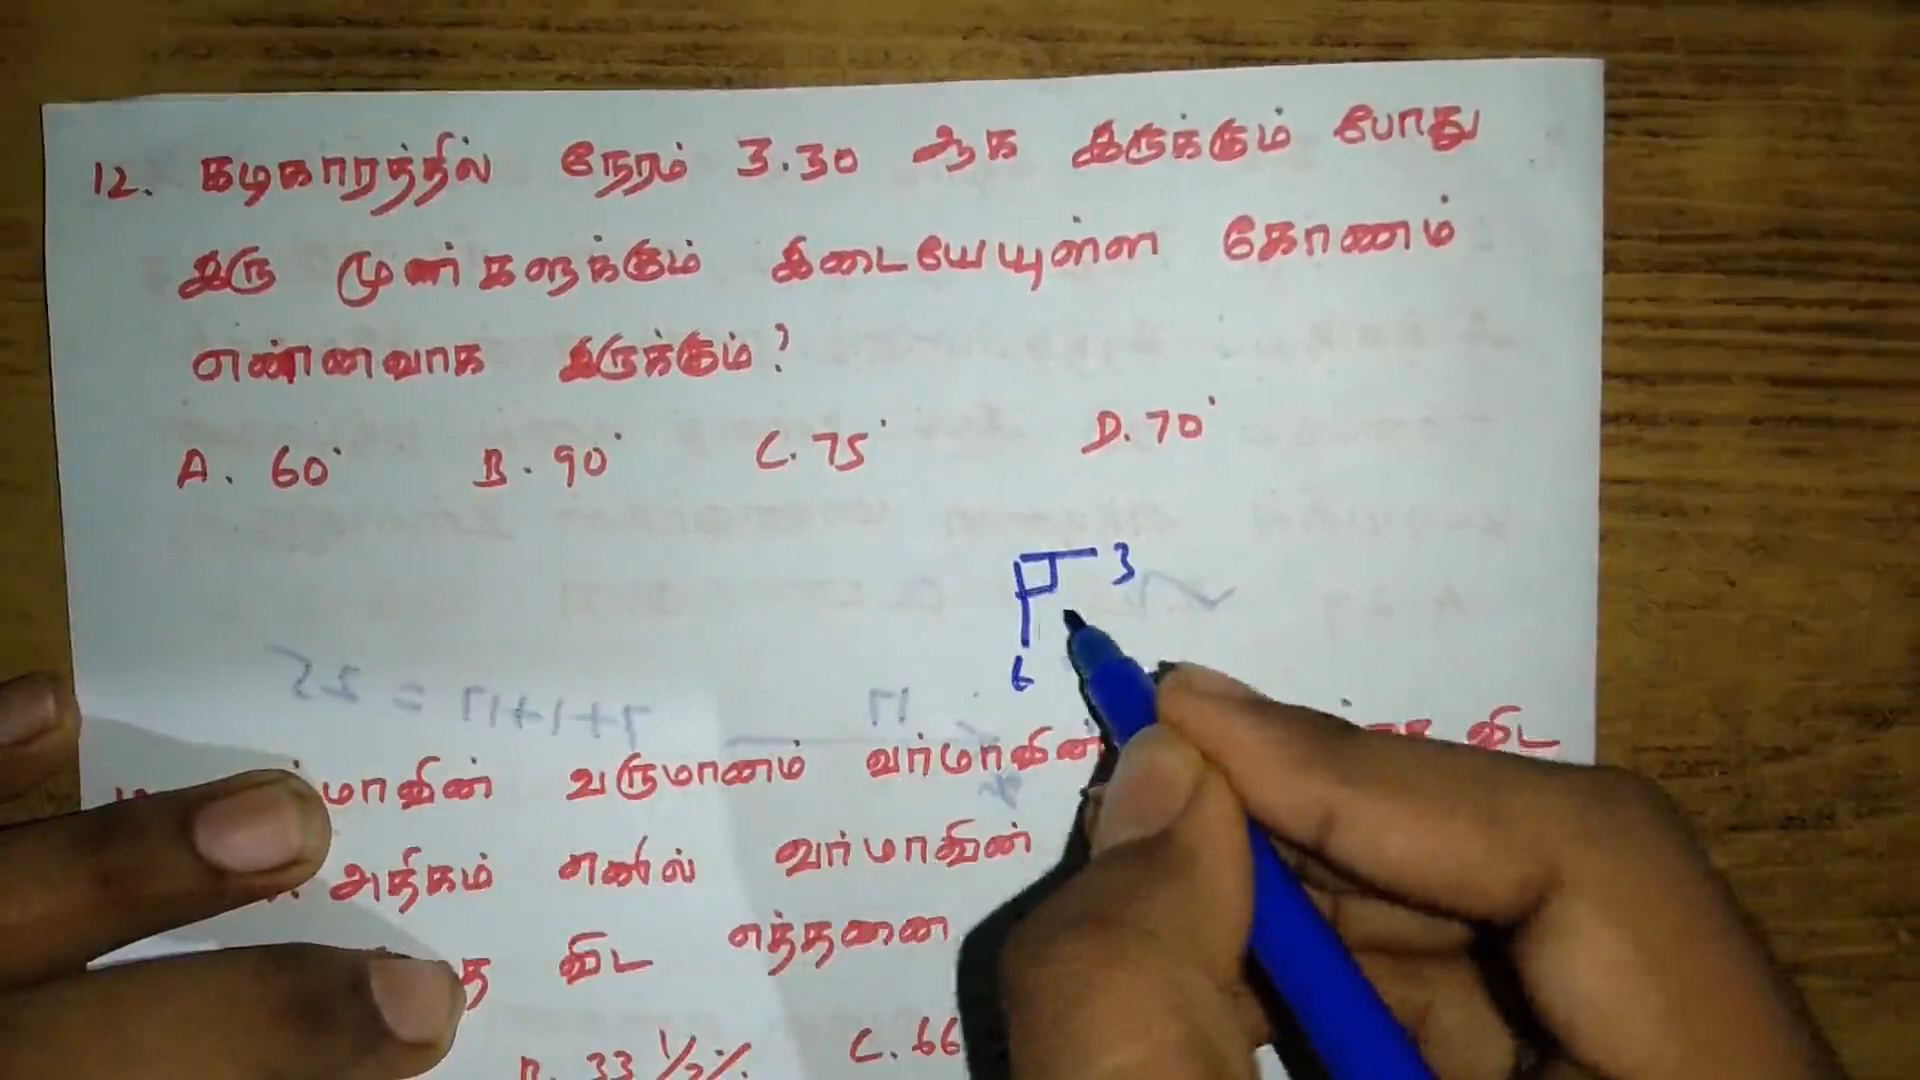 12. கடிகாரத்தில் நேரம் 3.30 ஆக இருக்கும் போது
இரு முள்களுக்கும் இடையேயுள்ள கோணம்
என்னவாக இருக்கும்?
A. 60° B. 90° C. 75° D. 70°
3
6
வருமானம் விட
அதிகம் எனில் வர்மாவின்
விட எத்தனை
B. 33 1/3 % C. 66